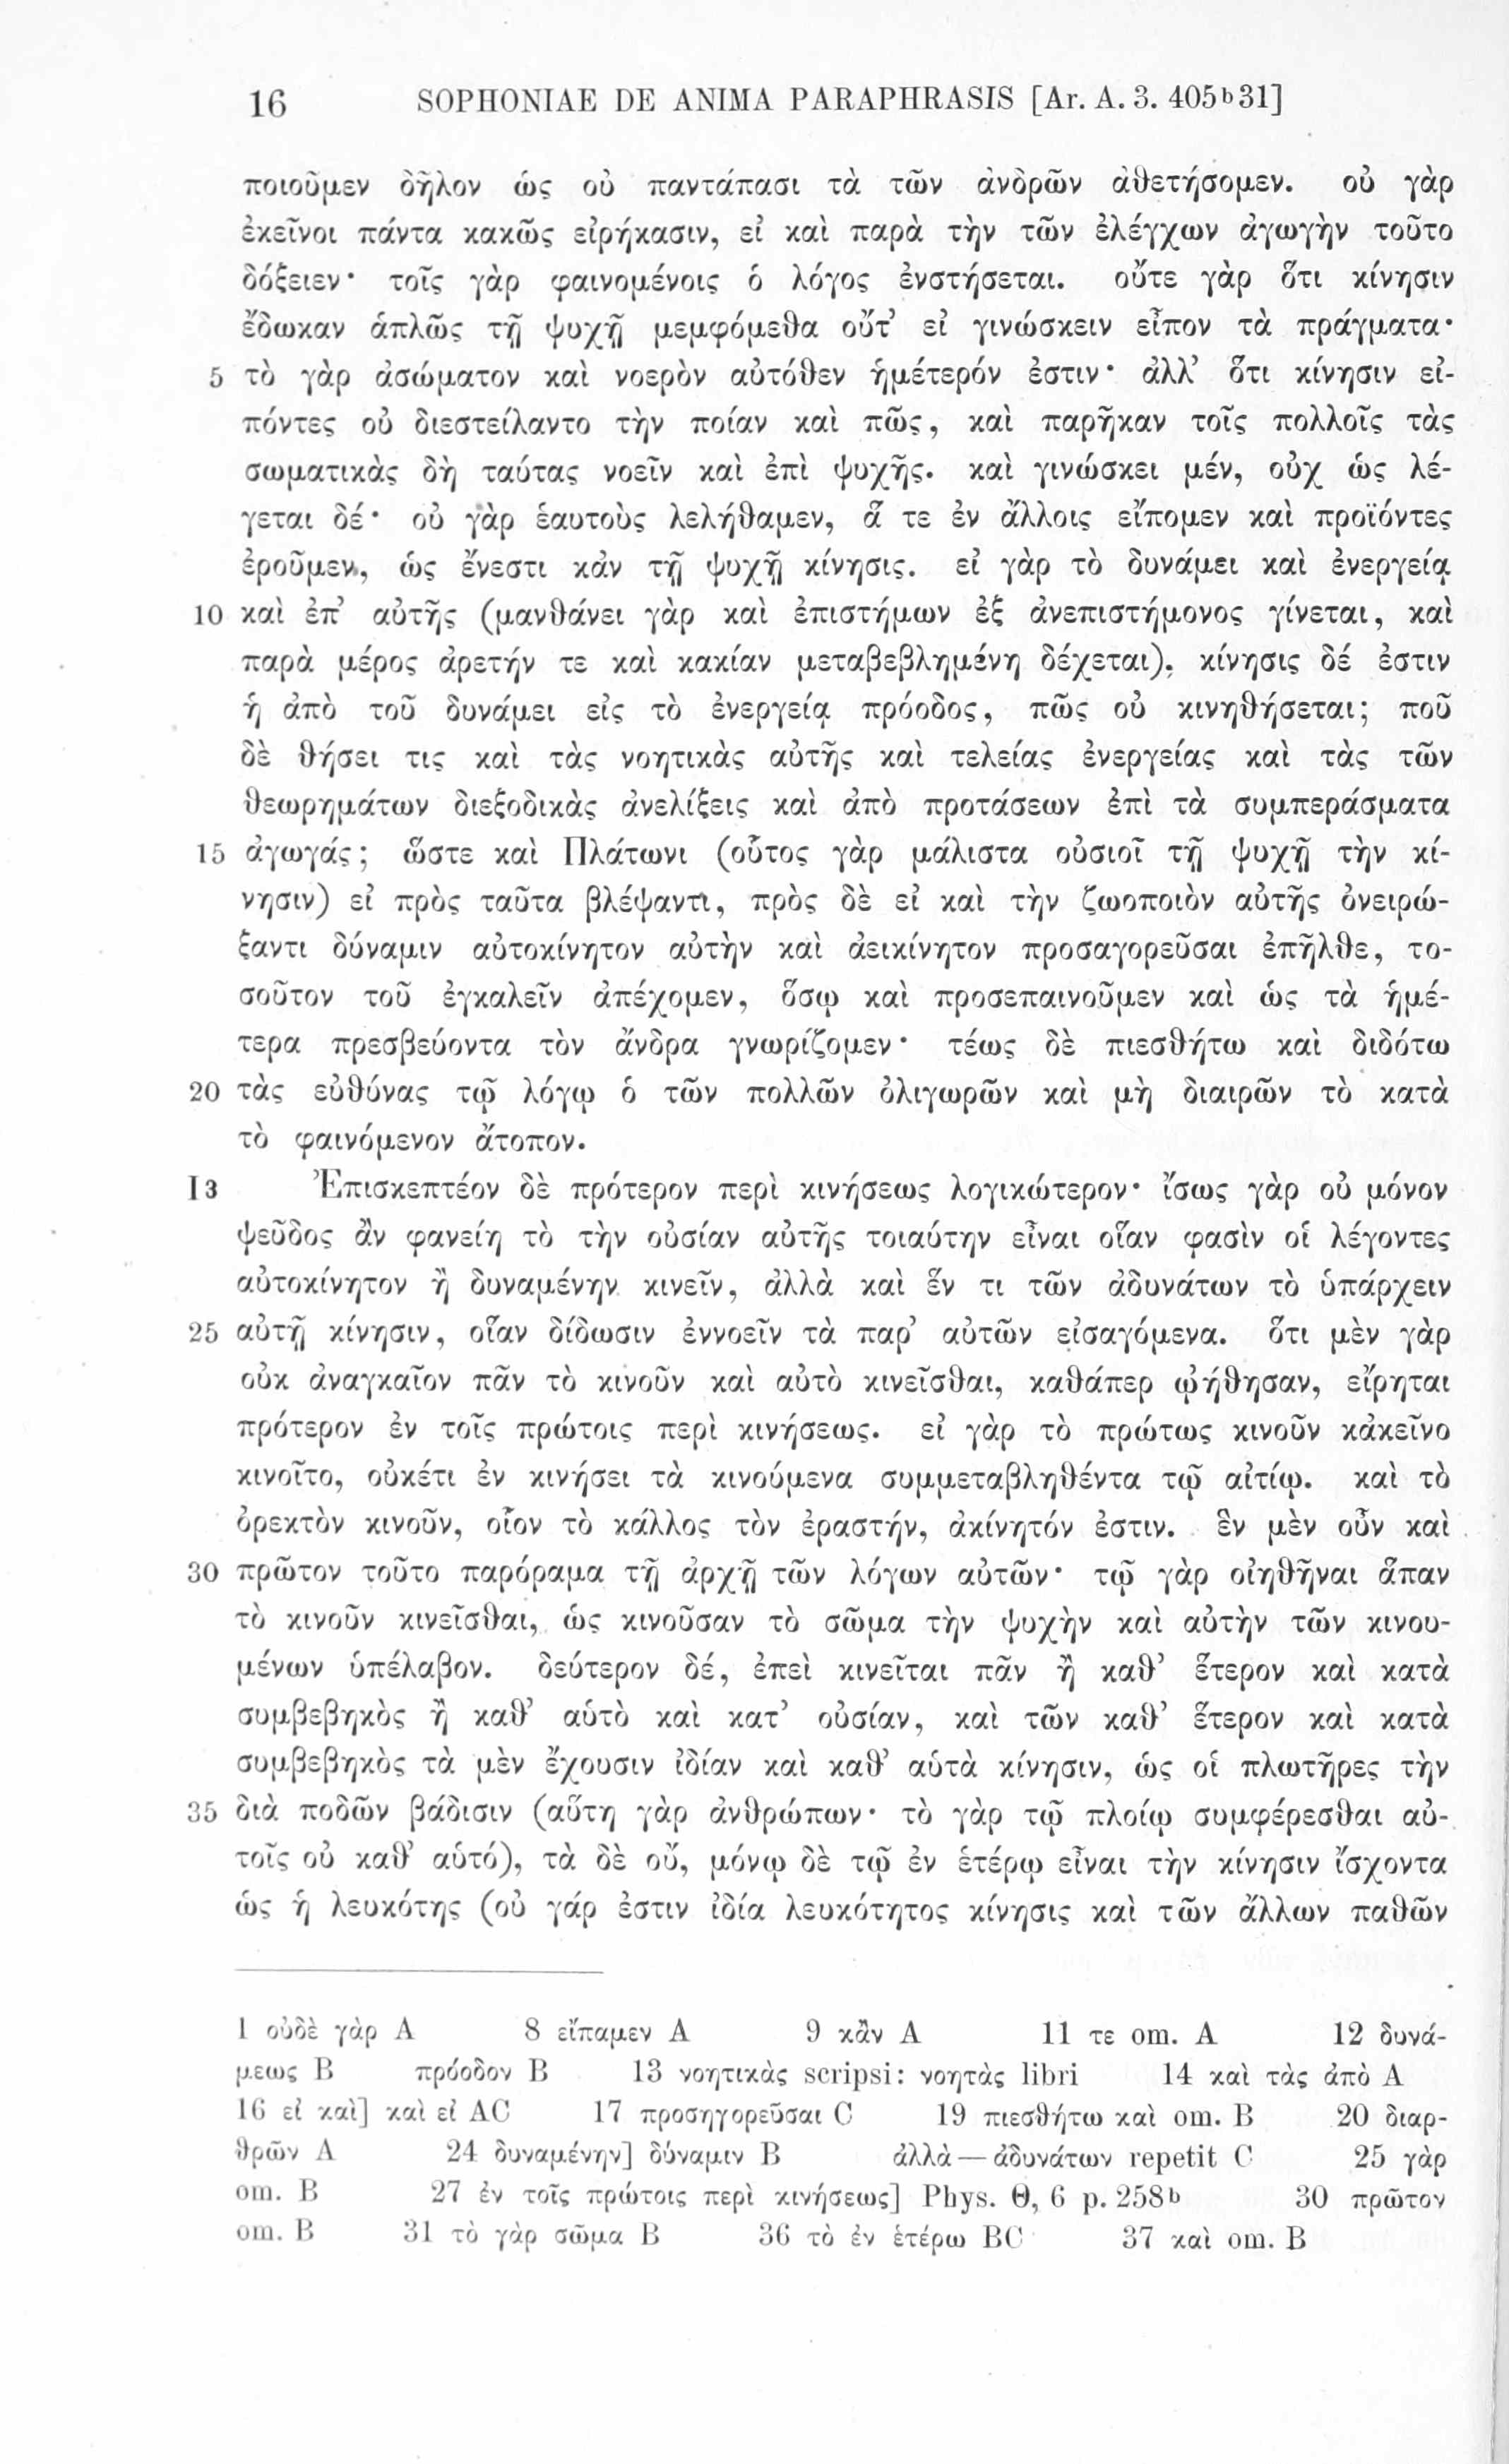 16 SOPHONIAE DE ANIMA PARAPHRASIS [Ar. A. 3. 405ᵇ31]
ποιοῦμεν δῆλον ὡς οὐ παντάπασι τὰ τῶν ἀνδρῶν ἀθετήσομεν. οὐ γὰρ
ἐκεῖνοι πάντα κακῶς εἰρήκασιν, εἰ καὶ παρὰ τὴν τῶν ἐλέγχων ἀγωγὴν τοῦτο
δόξειεν· τοῖς γὰρ φαινομένοις ὁ λόγος ἐνστήσεται. οὔτε γὰρ ὅτι κίνησιν
ἔδωκαν ἁπλῶς τῇ ψυχῇ μεμφόμεθα οὔτ’ εἰ γινώσκειν εἶπον τὰ πράγματα·
5 τὸ γὰρ ἀσώματον καὶ νοερὸν αὐτόθεν ἡμέτερόν ἐστιν· ἀλλ’ ὅτι κίνησιν εἰ-
πόντες οὐ διεστείλαντο τὴν ποίαν καὶ πῶς, καὶ παρῆκαν τοῖς πολλοῖς τὰς
σωματικὰς δὴ ταύτας νοεῖν καὶ ἐπὶ ψυχῆς. καὶ γινώσκει μέν, οὐχ ὡς λέ-
γεται δέ· οὐ γὰρ ἑαυτοὺς λελήθαμεν, ἅ τε ἐν ἄλλοις εἴπομεν καὶ προϊόντες
ἐροῦμεν, ὡς ἔνεστι κἀν τῇ ψυχῇ κίνησις. εἰ γὰρ τὸ δυνάμει καὶ ἐνεργείᾳ
10 καὶ ἐπ’ αὐτῆς (μανθάνει γὰρ καὶ ἐπιστήμων ἐξ ἀνεπιστήμονος γίνεται, καὶ
παρὰ μέρος ἀρετήν τε καὶ κακίαν μεταβεβλημένη δέχεται), κίνησις δέ ἐστιν
ἡ ἀπὸ τοῦ δυνάμει εἰς τὸ ἐνεργείᾳ πρόοδος, πῶς οὐ κινηθήσεται; ποῦ
δὲ θήσει τις καὶ τὰς νοητικὰς αὐτῆς καὶ τελείας ἐνεργείας καὶ τὰς τῶν
θεωρημάτων διεξοδικὰς ἀνελίξεις καὶ ἀπὸ προτάσεων ἐπὶ τὰ συμπεράσματα
15 ἀγωγάς; ὥστε καὶ Πλάτωνι (οὗτος γὰρ μάλιστα οὐσιοῖ τῇ ψυχῇ τὴν κί-
νησιν) εἰ πρὸς ταῦτα βλέψαντι, πρὸς δὲ εἰ καὶ τὴν ζωοποιὸν αὐτῆς ὀνειρώ-
ξαντι δύναμιν αὐτοκίνητον αὐτὴν καὶ ἀεικίνητον προσαγορεῦσαι ἐπῆλθε, το-
σοῦτον τοῦ ἐγκαλεῖν ἀπέχομεν, ὅσῳ καὶ προσεπαινοῦμεν καὶ ὡς τὰ ἡμέ-
τερα πρεσβεύοντα τὸν ἄνδρα γνωρίζομεν· τέως δὲ πιεσθήτω καὶ διδότω
20 τὰς εὐθύνας τῷ λόγῳ ὁ τῶν πολλῶν ὀλιγωρῶν καὶ μὴ διαιρῶν τὸ κατὰ
τὸ φαινόμενον ἄτοπον.
I 3 Ἐπισκεπτέον δὲ πρότερον περὶ κινήσεως λογικώτερον· ἴσως γὰρ οὐ μόνον
ψεῦδος ἂν φανείη τὸ τὴν οὐσίαν αὐτῆς τοιαύτην εἶναι οἵαν φασὶν οἱ λέγοντες
αὐτοκίνητον ἢ δυναμένην κινεῖν, ἀλλὰ καὶ ἕν τι τῶν ἀδυνάτων τὸ ὑπάρχειν
25 αὐτῇ κίνησιν, οἵαν δίδωσιν ἐννοεῖν τὰ παρ’ αὐτῶν εἰσαγόμενα. ὅτι μὲν γὰρ
οὐκ ἀναγκαῖον πᾶν τὸ κινοῦν καὶ αὐτὸ κινεῖσθαι, καθάπερ ᾠήθησαν, εἴρηται
πρότερον ἐν τοῖς πρώτοις περὶ κινήσεως. εἰ γὰρ τὸ πρώτως κινοῦν κἀκεῖνο
κινοῖτο, οὐκέτι ἐν κινήσει τὰ κινούμενα συμμεταβληθέντα τῷ αἰτίῳ. καὶ τὸ
ὀρεκτὸν κινοῦν, οἷον τὸ κάλλος τὸν ἐραστήν, ἀκίνητόν ἐστιν. ἓν μὲν οὖν καὶ
30 πρῶτον τοῦτο παρόραμα τῇ ἀρχῇ τῶν λόγων αὐτῶν· τῷ γὰρ οἰηθῆναι ἅπαν
τὸ κινοῦν κινεῖσθαι, ὡς κινοῦσαν τὸ σῶμα τὴν ψυχὴν καὶ αὐτὴν τῶν κινου-
μένων ὑπέλαβον. δεύτερον δέ, ἐπεὶ κινεῖται πᾶν ἢ καθ’ ἕτερον καὶ κατὰ
συμβεβηκὸς ἢ καθ’ αὑτὸ καὶ κατ’ οὐσίαν, καὶ τῶν καθ’ ἕτερον καὶ κατὰ
συμβεβηκὸς τὰ μὲν ἔχουσιν ἰδίαν καὶ καθ’ αὑτὰ κίνησιν, ὡς οἱ πλωτῆρες τὴν
35 διὰ ποδῶν βάδισιν (αὕτη γὰρ ἀνθρώπων· τὸ γὰρ τῷ πλοίῳ συμφέρεσθαι αὐ-
τοῖς οὐ καθ’ αὑτό), τὰ δὲ οὔ, μόνῳ δὲ τῷ ἐν ἑτέρῳ εἶναι τὴν κίνησιν ἴσχοντα
ὡς ἡ λευκότης (οὐ γάρ ἐστιν ἰδία λευκότητος κίνησις καὶ τῶν ἄλλων παθῶν
1 οὐδὲ γὰρ A 8 εἴπαμεν A 9 κἂν A 11 τε om. A 12 δυνά-
μεως B πρόοδον B 13 νοητικὰς scripsi: νοητὰς libri 14 καὶ τὰς ἀπὸ A
16 εἰ καὶ] καὶ εἰ AC 17 προσηγορεῦσαι C 19 πιεσθήτω καὶ om. B 20 διαρ-
θρῶν A 24 δυναμένην] δύναμιν B ἀλλὰ — ἀδυνάτων repetit C 25 γὰρ
om. B 27 ἐν τοῖς πρώτοις περὶ κινήσεως] Phys. Θ, 6 p. 258ᵇ 30 πρῶτον
om. B 31 τὸ γὰρ σῶμα B 36 τὸ ἐν ἑτέρω BC 37 καὶ om. B